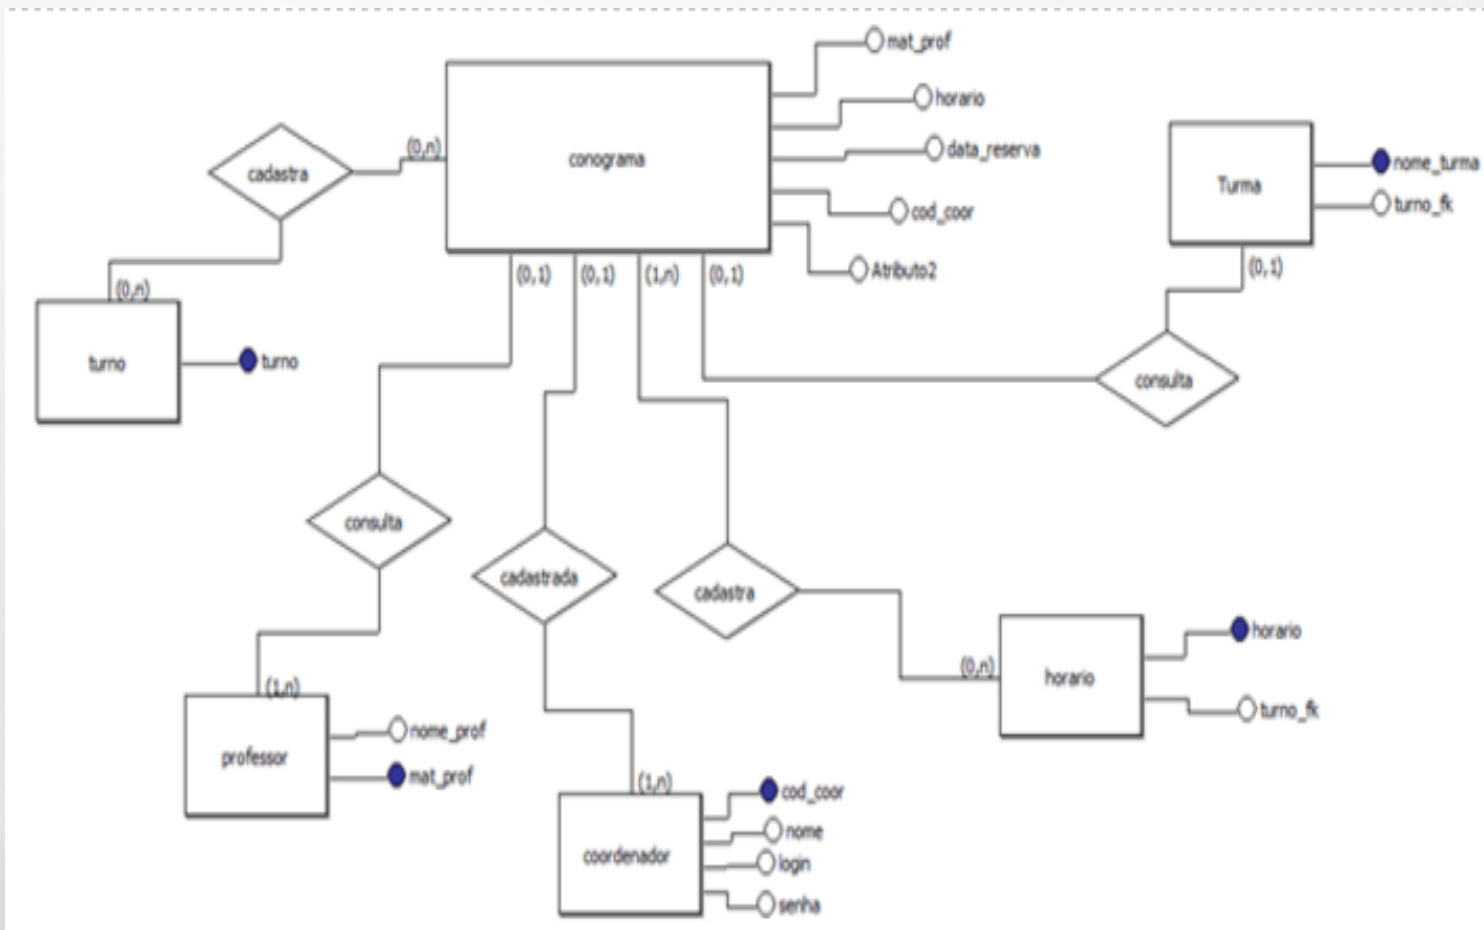 mat_prof
horario
data_reserva
cod_coor
Atributo2
conograma
(0,n)
cadastra
(0,n)
turno
turno
(0,1)
(0,1)
(1,n)
(0,1)
Turma
nome_turma
turno_fk
(0,1)
consulta
consulta
cadastrada
cadastra
(0,n)
horario
horario
turno_fk
(1,n)
professor
nome_prof
mat_prof
(1,n)
coordenador
cod_coor
nome
login
senha